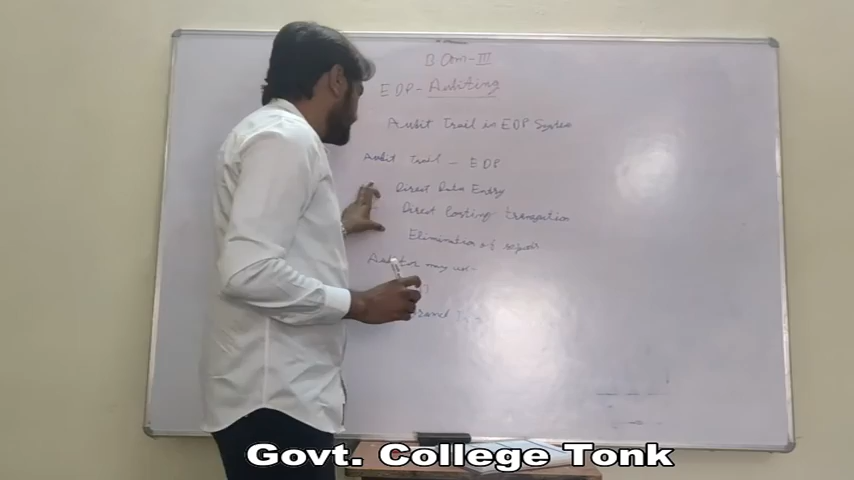 B.Com-III
EDP-Auditing
Audit Trail in EDP System
Audit Trail - EDP
Direct Data Entry
Direct Posting transaction
Elimination of
Auditor may use-
Govt. College Tonk